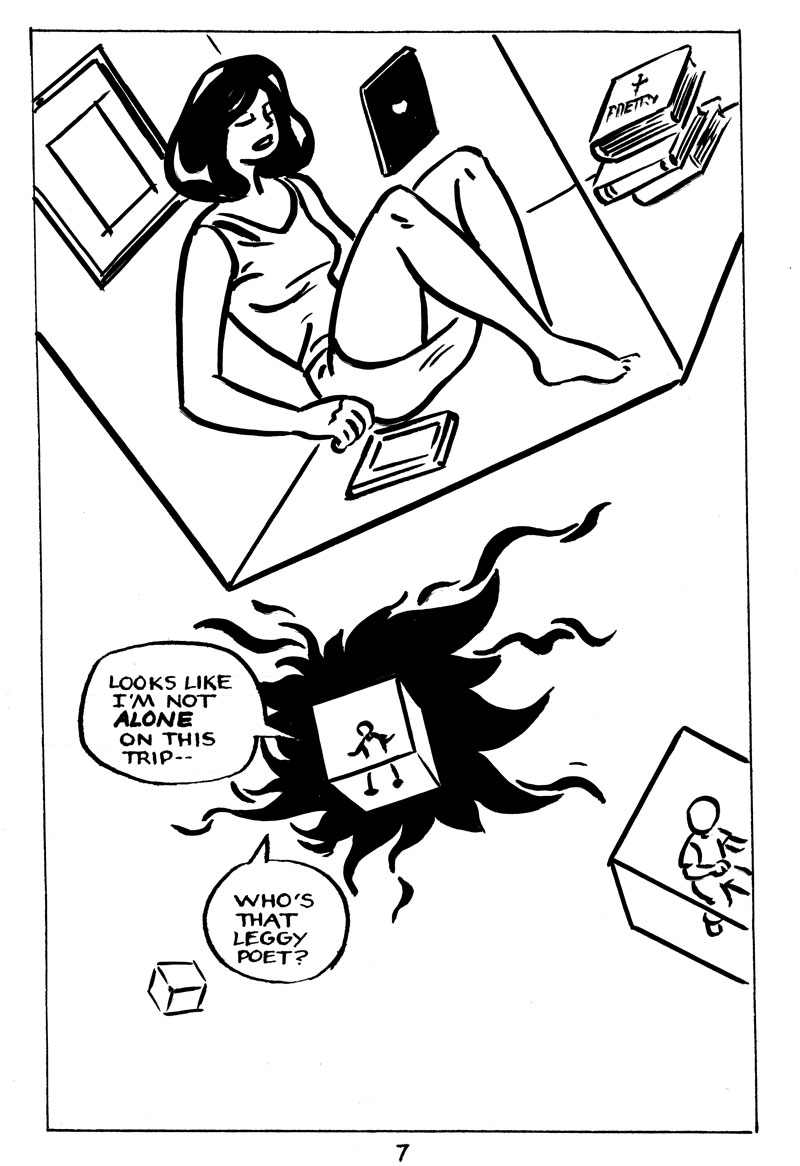 POETRY
LOOKS LIKE
I'M NOT
ALONE
ON THIS
TRIP--
WHO'S
THAT
LEGGY
POET?
7